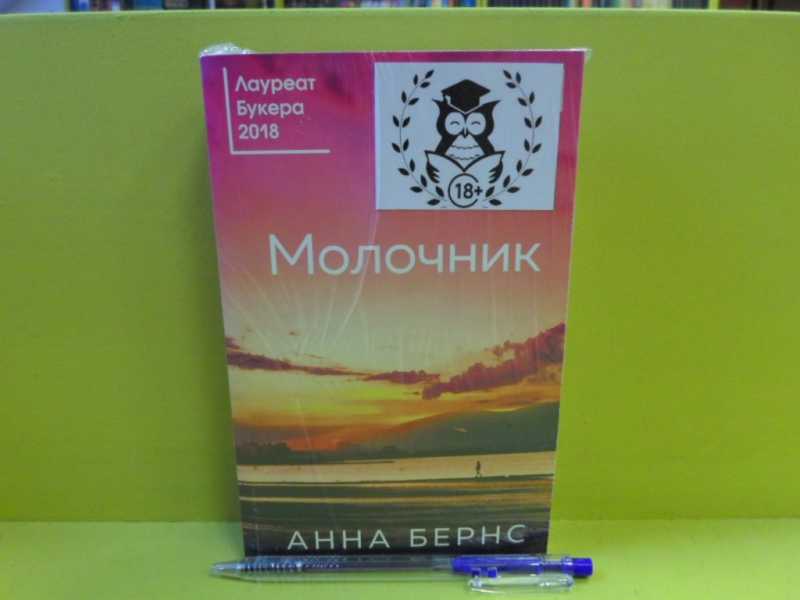 Лауреат
Букера
2018
18+
Молочник
АННА БЕРНС